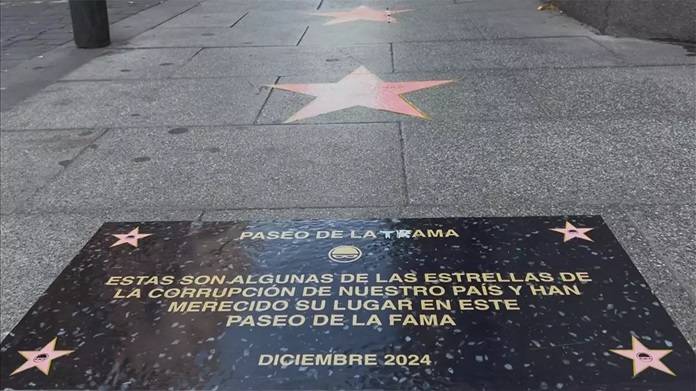 PASEO DE LA TRAMA
ESTAS SON ALGUNAS DE LAS ESTRELLAS DE
LA CORRUPCIÓN DE NUESTRO PAÍS Y HAN
MERECIDO SU LUGAR EN ESTE
PASEO DE LA FAMA
DICIEMBRE 2024